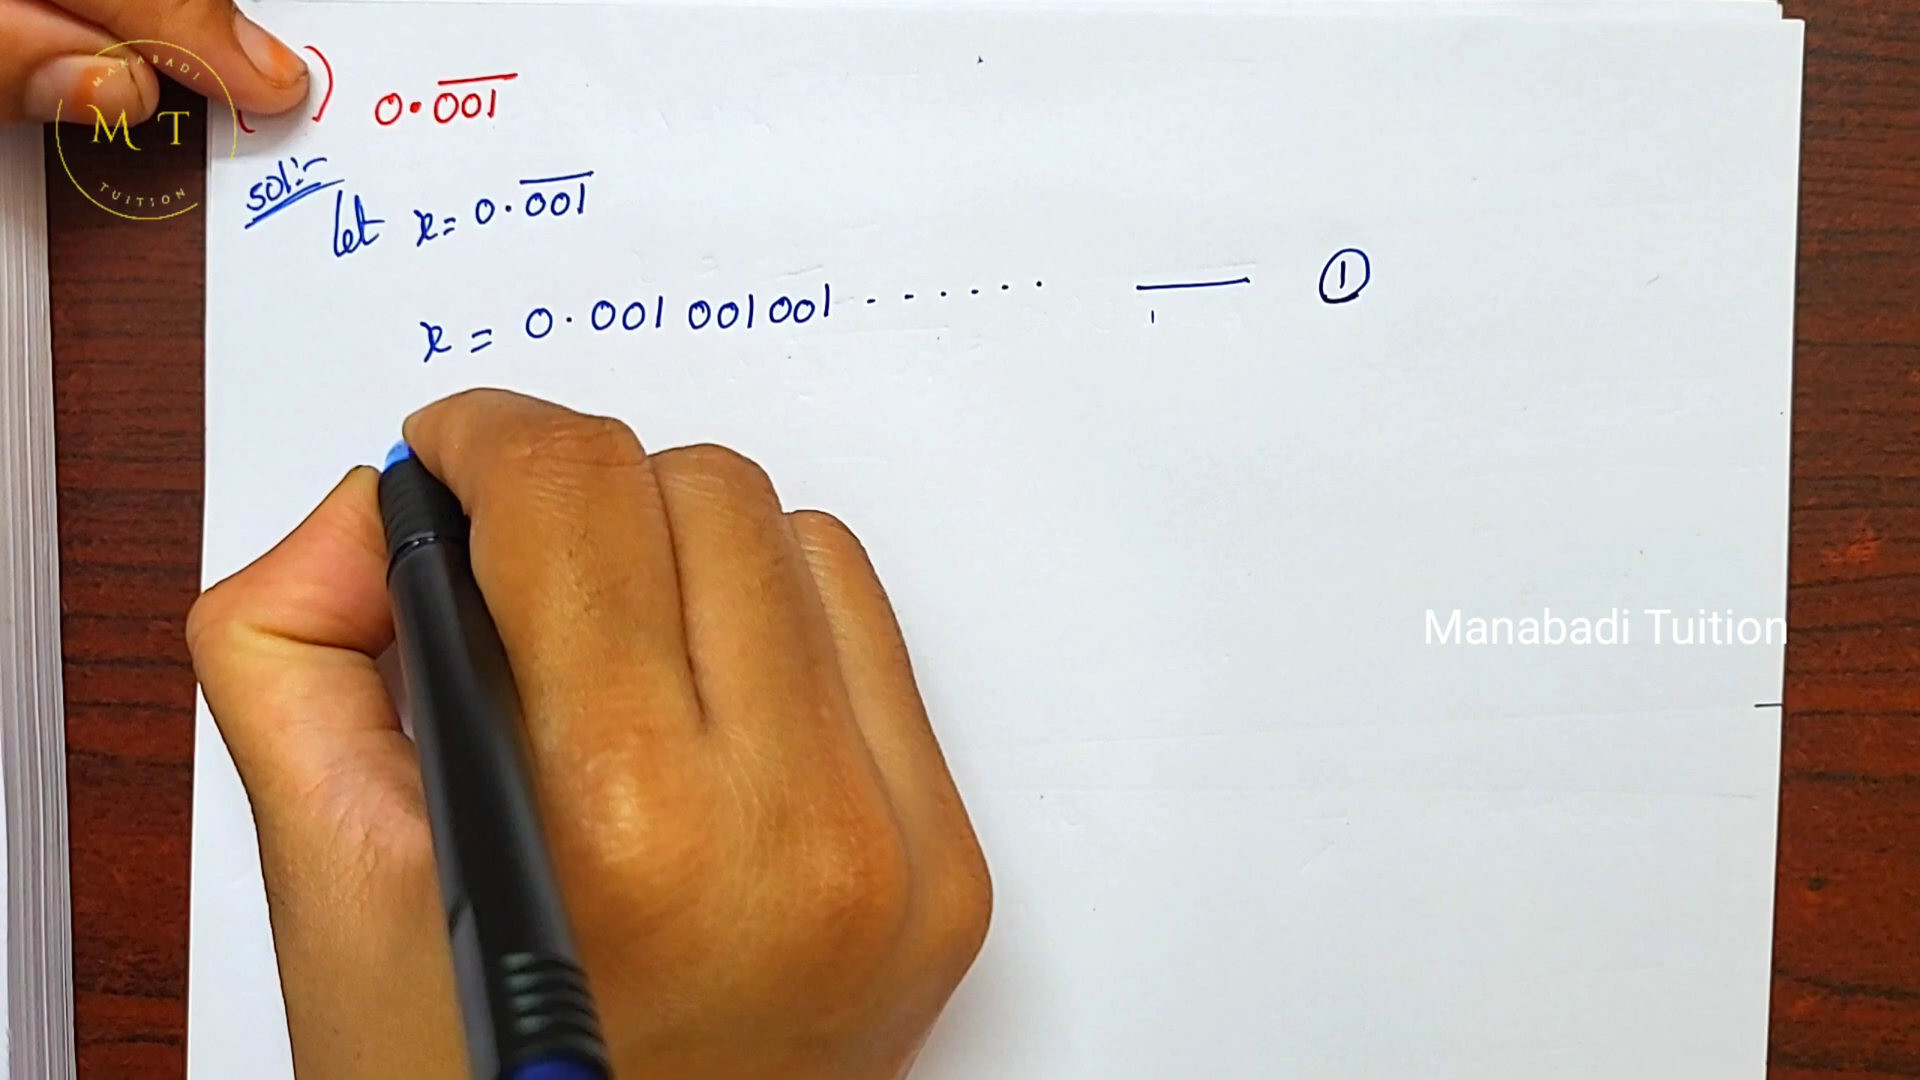 ) 0.0̅0̅1̅
Sol:-
let x = 0.0̅0̅1̅
x = 0.001 001 001 - - - . . . —— ①
MANABADI
M T
TUITION
Manabadi Tuition